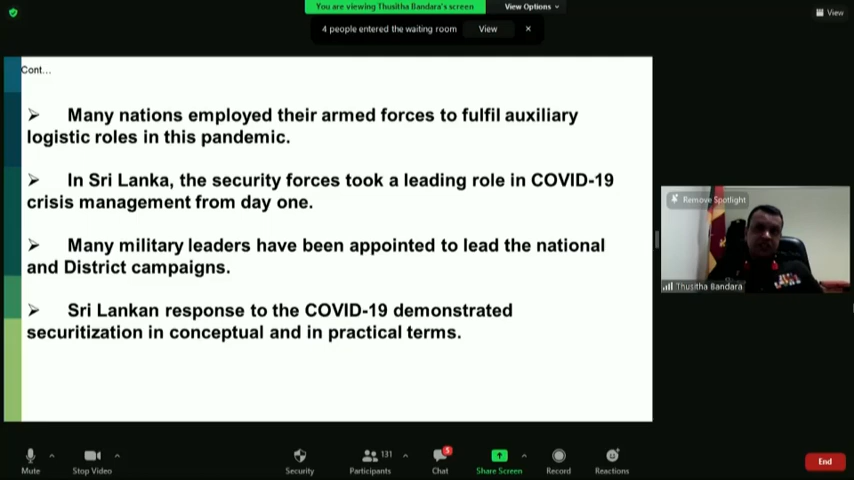 You are viewing Thusitha Bandara's screen
View Options
View
4 people entered the waiting room
View
Cont...
Many nations employed their armed forces to fulfil auxiliary
logistic roles in this pandemic.
In Sri Lanka, the security forces took a leading role in COVID-19
crisis management from day one.
Many military leaders have been appointed to lead the national
and District campaigns.
Sri Lankan response to the COVID-19 demonstrated
securitization in conceptual and in practical terms.
Remove Spotlight
Thusitha Bandara
131
5
Mute
Stop Video
Security
Participants
Chat
Share Screen
Record
Reactions
End